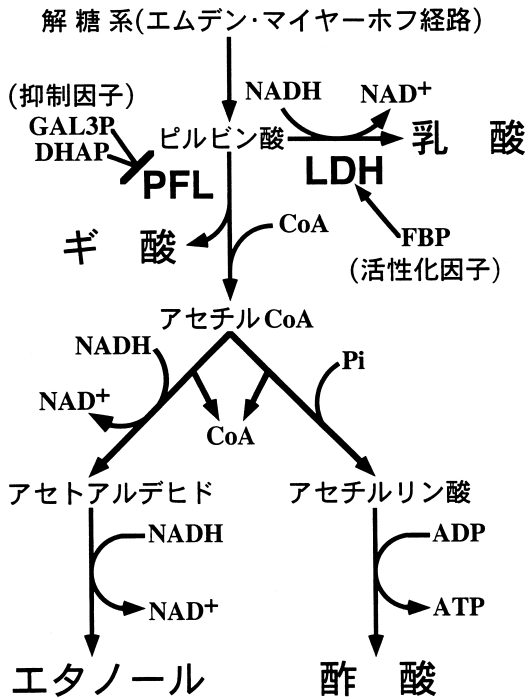 解糖系(エムデン・マイヤーホフ経路)
(抑制因子)
NADH
NAD+
GAL3P
DHAP
ピルビン酸
乳酸
PFL
LDH
ギ酸
CoA
FBP
(活性化因子)
アセチルCoA
NADH
Pi
NAD+
CoA
アセトアルデヒド
アセチルリン酸
NADH
ADP
NAD+
ATP
エタノール
酢酸